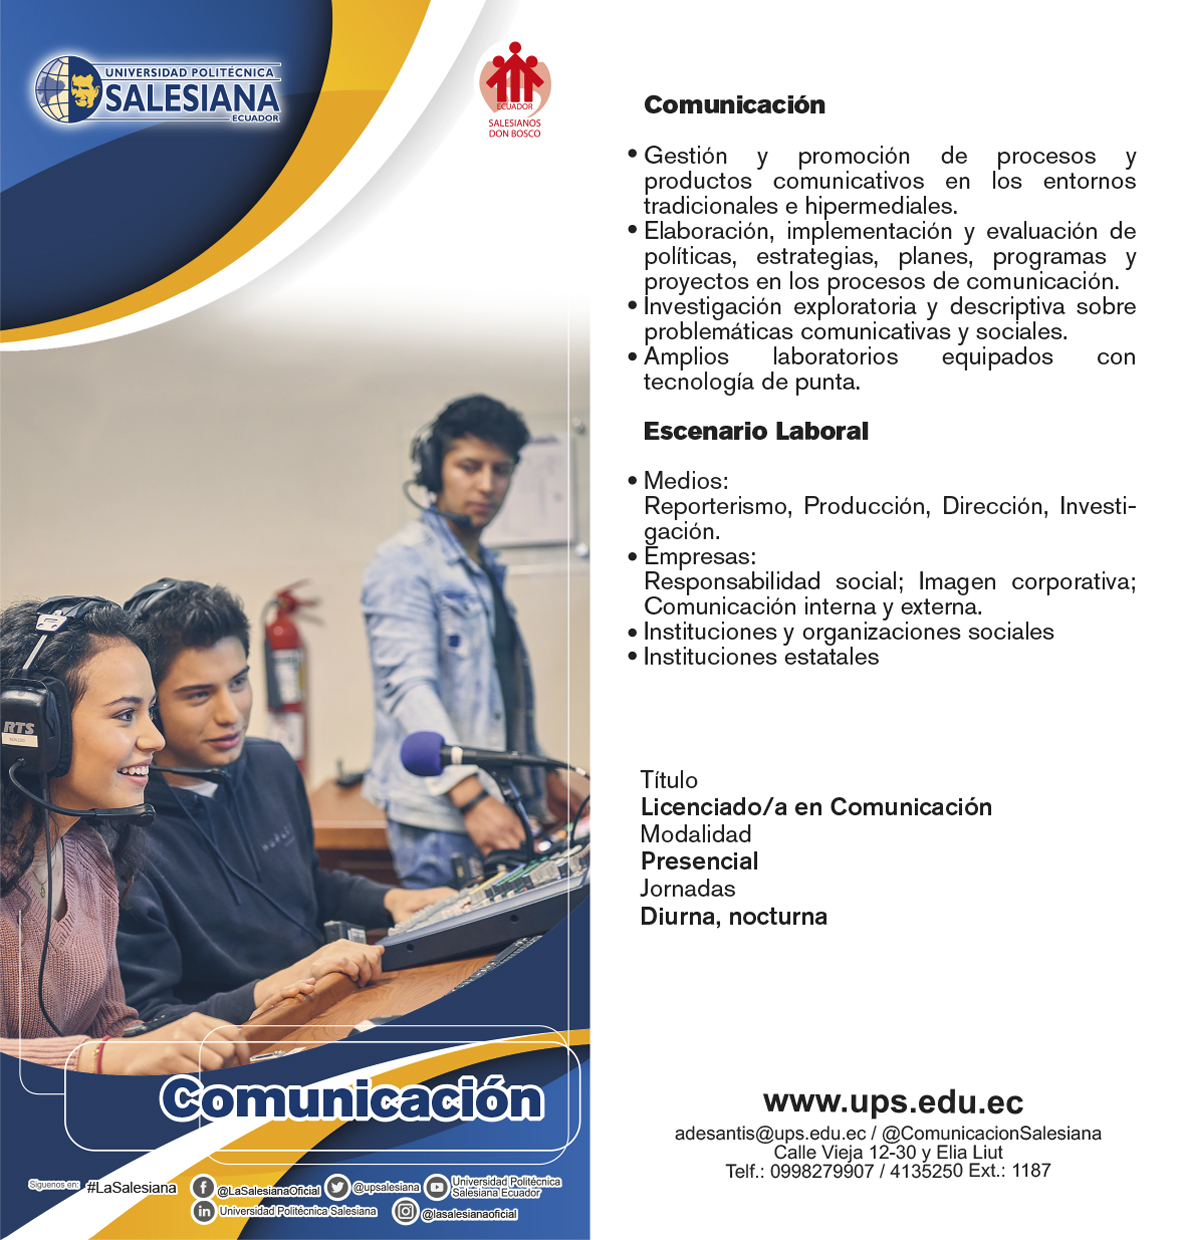 UNIVERSIDAD POLITÉCNICA
SALESIANA
ECUADOR
ECUADOR
SALESIANOS
DON BOSCO
RTS
Comunicación
Síguenos en: #LaSalesiana @LaSalesianaOficial @upsalesiana Universidad Politécnica
Salesiana Ecuador
Universidad Politécnica Salesiana @lasalesianaoficial
Comunicación
• Gestión y promoción de procesos y
productos comunicativos en los entornos
tradicionales e hipermediales.
• Elaboración, implementación y evaluación de
políticas, estrategias, planes, programas y
proyectos en los procesos de comunicación.
• Investigación exploratoria y descriptiva sobre
problemáticas comunicativas y sociales.
• Amplios laboratorios equipados con
tecnología de punta.
Escenario Laboral
• Medios:
Reporterismo, Producción, Dirección, Investi-
gación.
• Empresas:
Responsabilidad social; Imagen corporativa;
Comunicación interna y externa.
• Instituciones y organizaciones sociales
• Instituciones estatales
Título
Licenciado/a en Comunicación
Modalidad
Presencial
Jornadas
Diurna, nocturna
www.ups.edu.ec
adesantis@ups.edu.ec / @ComunicacionSalesiana
Calle Vieja 12-30 y Elia Liut
Telf.: 0998279907 / 4135250 Ext.: 1187